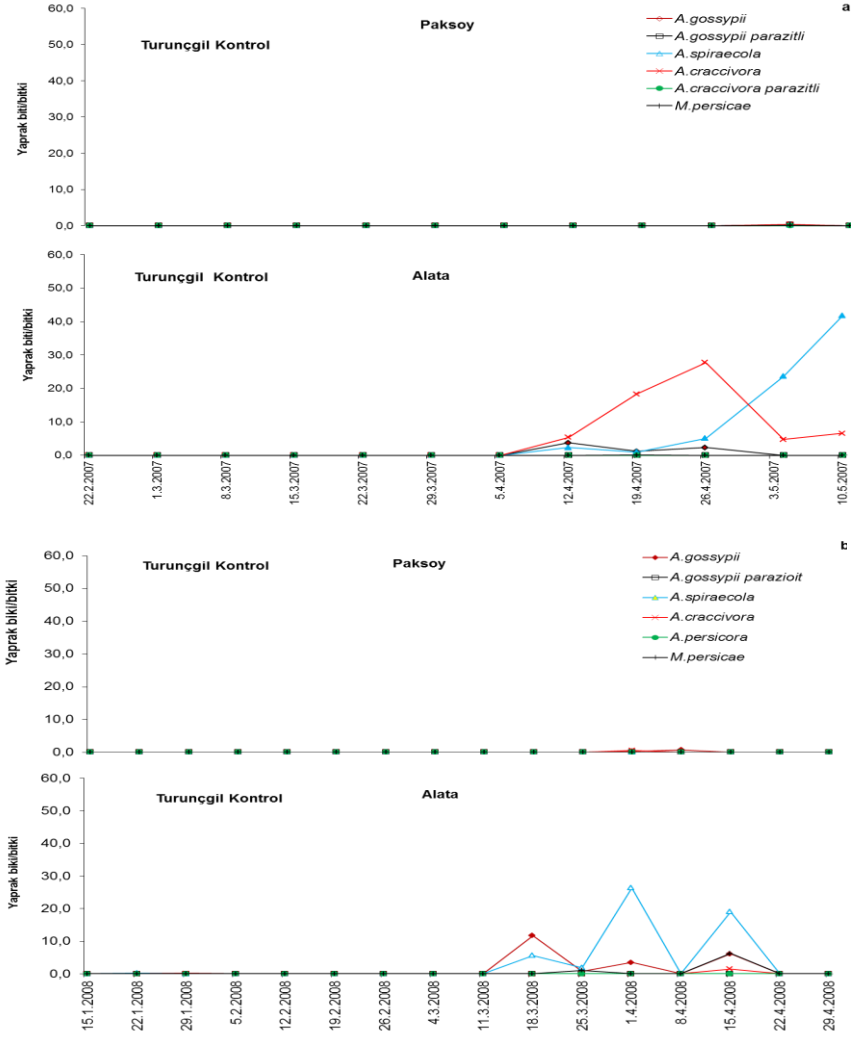 a
60,0
50,0
40,0
30,0
20,0
10,0
0,0
Yaprak biti/bitki
Turunçgil Kontrol
Paksoy
A.gossypii
A.gossypii parazitli
A.spiraecola
A.craccivora
A.craccivora parazitli
M.persicae
60,0
50,0
40,0
30,0
20,0
10,0
0,0
Yaprak biti/bitki
Turunçgil Kontrol
Alata
22.2.2007
1.3.2007
8.3.2007
15.3.2007
22.3.2007
29.3.2007
5.4.2007
12.4.2007
19.4.2007
26.4.2007
3.5.2007
10.5.2007
b
60,0
50,0
40,0
30,0
20,0
10,0
0,0
Yaprak biki/bitki
Turunçgil Kontrol
Paksoy
A.gossypii
A.gossypii parazioit
A.spiraecola
A.craccivora
A.persicora
M.persicae
60,0
50,0
40,0
30,0
20,0
10,0
0,0
Yaprak biki/bitki
Turunçgil Kontrol
Alata
15.1.2008
22.1.2008
29.1.2008
5.2.2008
12.2.2008
19.2.2008
26.2.2008
4.3.2008
11.3.2008
18.3.2008
25.3.2008
1.4.2008
8.4.2008
15.4.2008
22.4.2008
29.4.2008